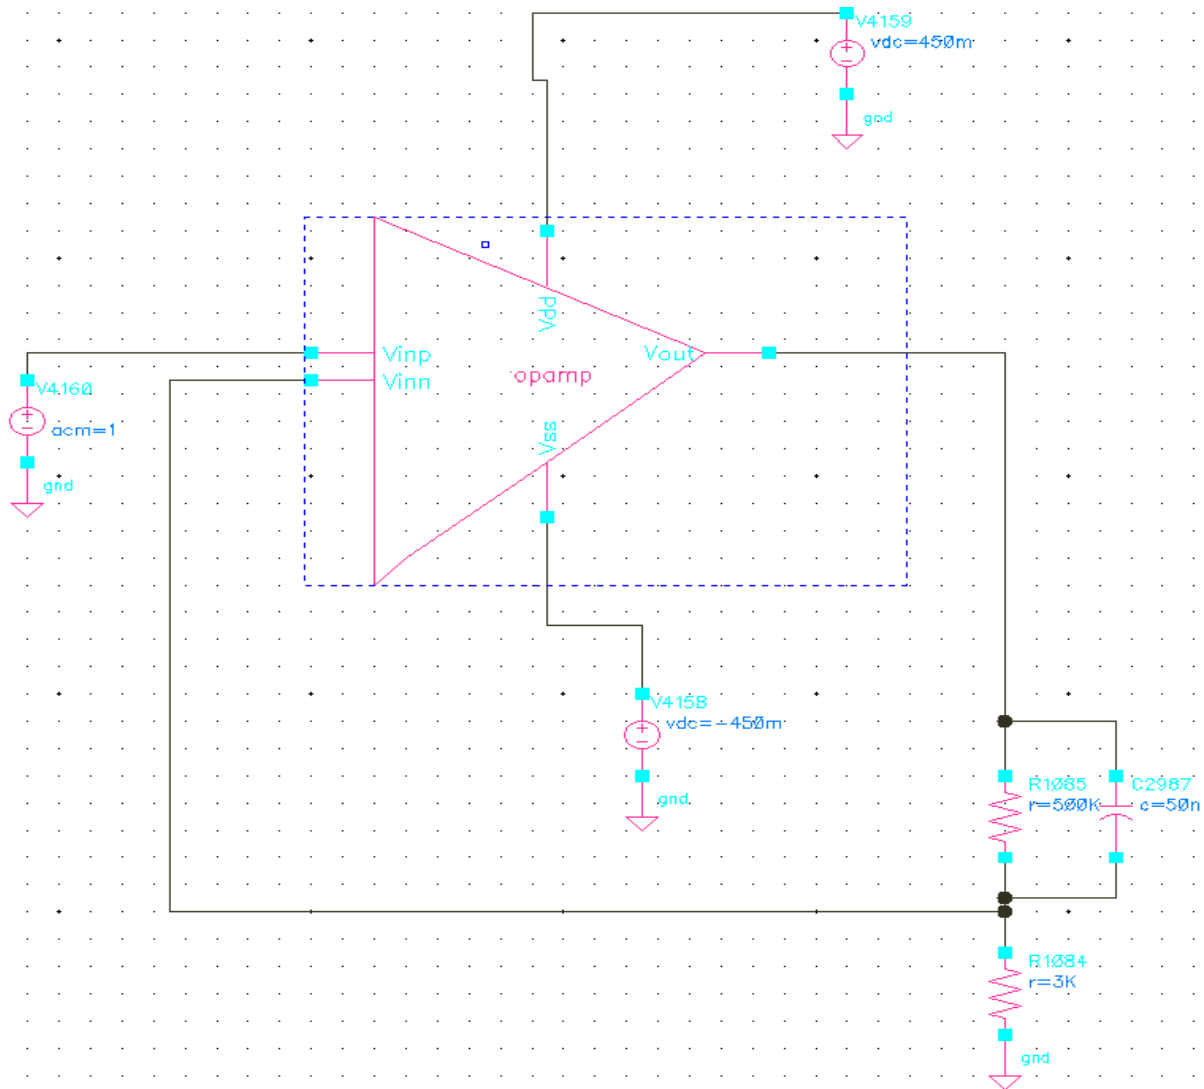 V4159
vdc=450m
gnd
Vdd
Vinp
Vout
opamp
Vinn
V4160
acm=1
Vss
gnd
V4158
vdc=-450m
gnd
R1085
r=500K
C2987
c=50n
R1084
r=3K
gnd